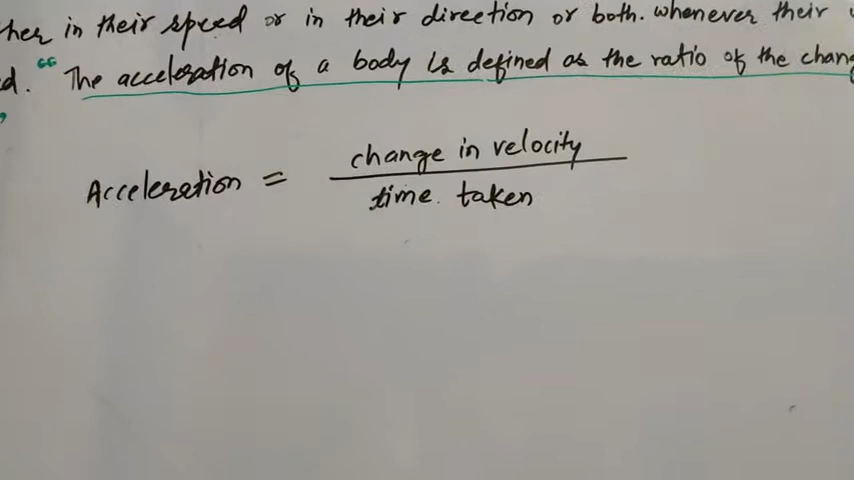 in their speed or in their direction or both. whenever their
d. “ The acceleration of a body is defined as the ratio of the chang
”
Acceleration = change in velocity
time taken